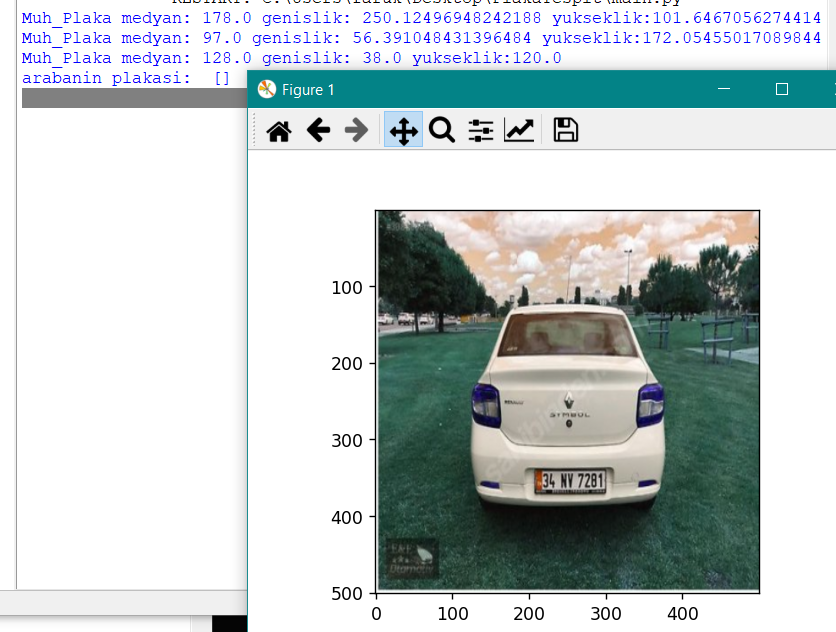 Muh_Plaka medyan: 178.0 genislik: 250.12496948242188 yukseklik:101.6467056274414
Muh_Plaka medyan: 97.0 genislik: 56.391048431396484 yukseklik:172.05455017089844
Muh_Plaka medyan: 128.0 genislik: 38.0 yukseklik:120.0
arabanin plakasi:  []
Figure 1
100
200
300
400
500
0 100 200 300 400
SYMBOL
34 NV 7281